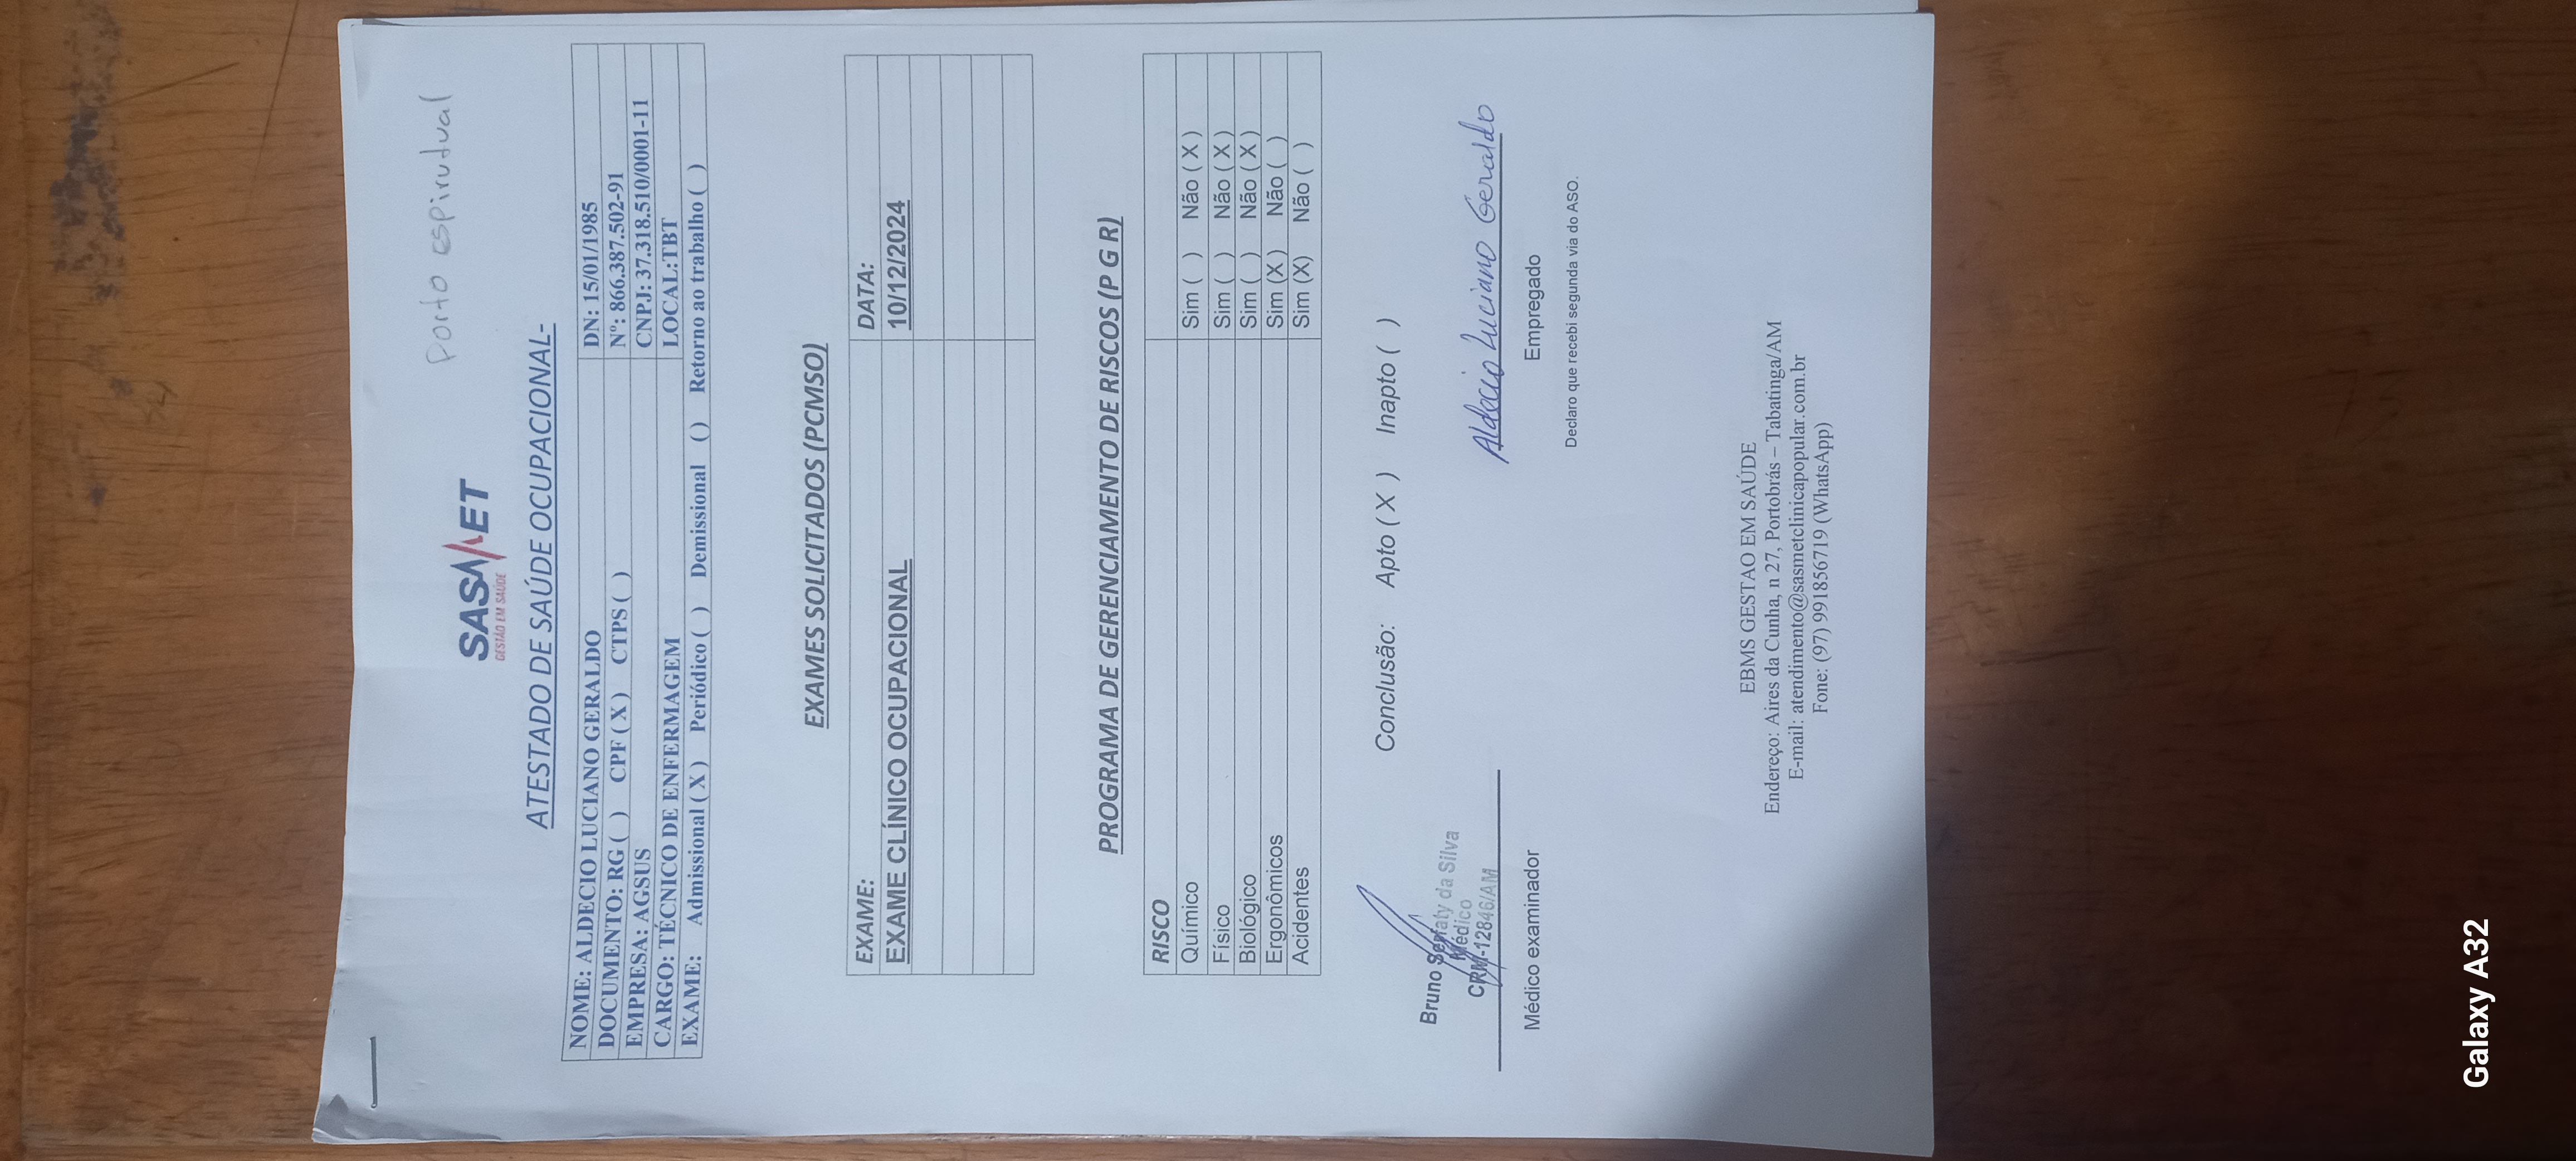 Porto espirutual
SASMET
GESTÃO EM SAÚDE
ATESTADO DE SAÚDE OCUPACIONAL-
NOME: ALDECIO LUCIANO GERALDO DN: 15/01/1985
DOCUMENTO: RG ( ) CPF ( X ) CTPS ( ) Nº: 866.387.502-91
EMPRESA: AGSUS CNPJ: 37.318.510/0001-11
CARGO: TÉCNICO DE ENFERMAGEM LOCAL:TBT
EXAME: Admissional ( X ) Periódico ( ) Demissional ( ) Retorno ao trabalho ( )
EXAMES SOLICITADOS (PCMSO)
EXAME: DATA:
EXAME CLÍNICO OCUPACIONAL 10/12/2024
PROGRAMA DE GERENCIAMENTO DE RISCOS (P G R)
RISCO
Químico Sim ( ) Não ( X )
Físico Sim ( ) Não ( X )
Biológico Sim ( ) Não ( X )
Ergonômicos Sim (X ) Não ( )
Acidentes Sim (X) Não ( )
Conclusão: Apto ( X ) Inapto ( )
Bruno Serfaty da Silva
Médico
CRM-12846/AM
Aldecio Luciano Geraldo
Médico examinador Empregado
Declaro que recebi segunda via do ASO.
EBMS GESTAO EM SAÚDE
Endereço: Aires da Cunha, n 27, Portobrás – Tabatinga/AM
E-mail: atendimento@sasmetclinicapopular.com.br
Fone: (97) 991856719 (WhatsApp)
Galaxy A32